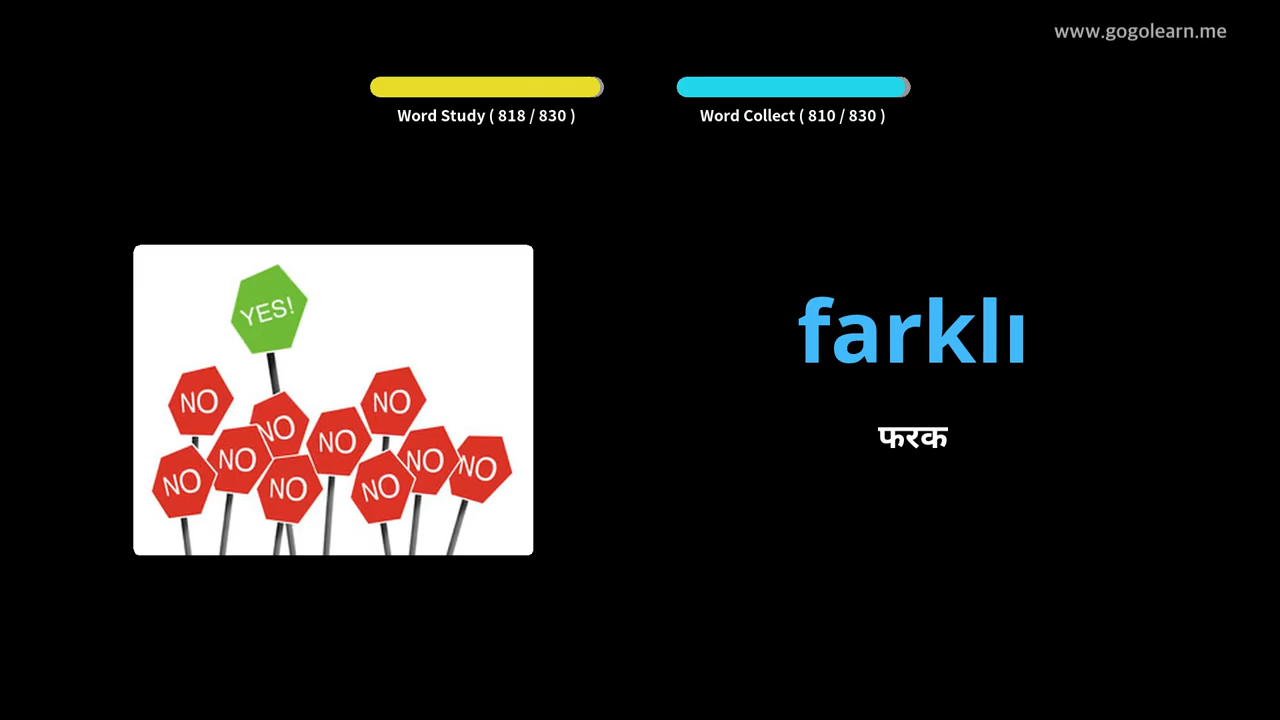 www.gogolearn.me
Word Study ( 818 / 830 )
Word Collect ( 810 / 830 )
YES!
NO
NO
NO
NO
NO
NO
NO
NO
NO
NO
farklı
फरक